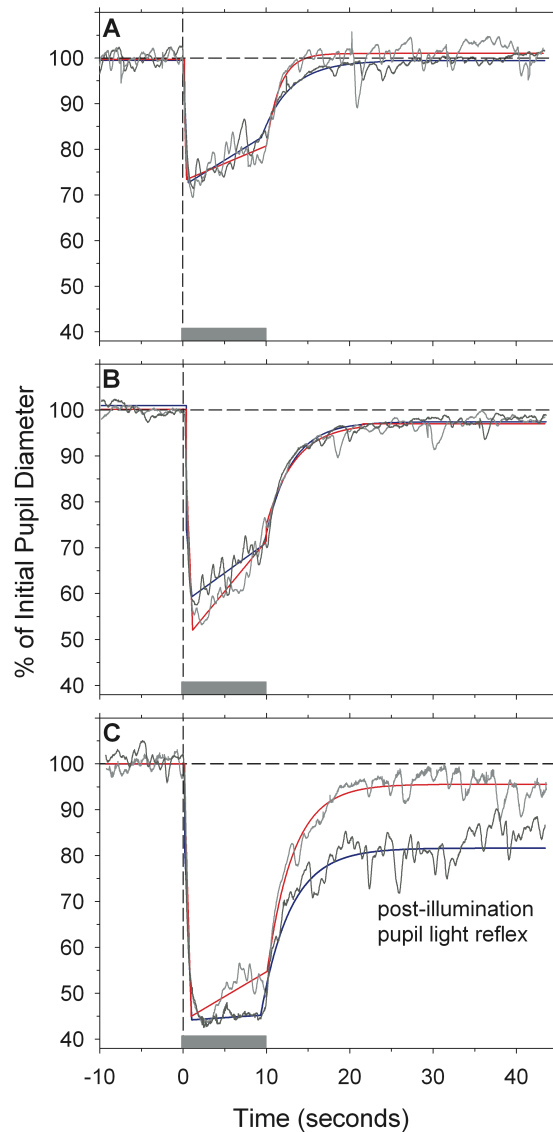 A
100
90
80
70
60
50
40
B
100
90
80
70
60
50
40
% of Initial Pupil Diameter
C
100
90
80
70
60
50
40
post-illumination
pupil light reflex
-10 0 10 20 30 40
Time (seconds)